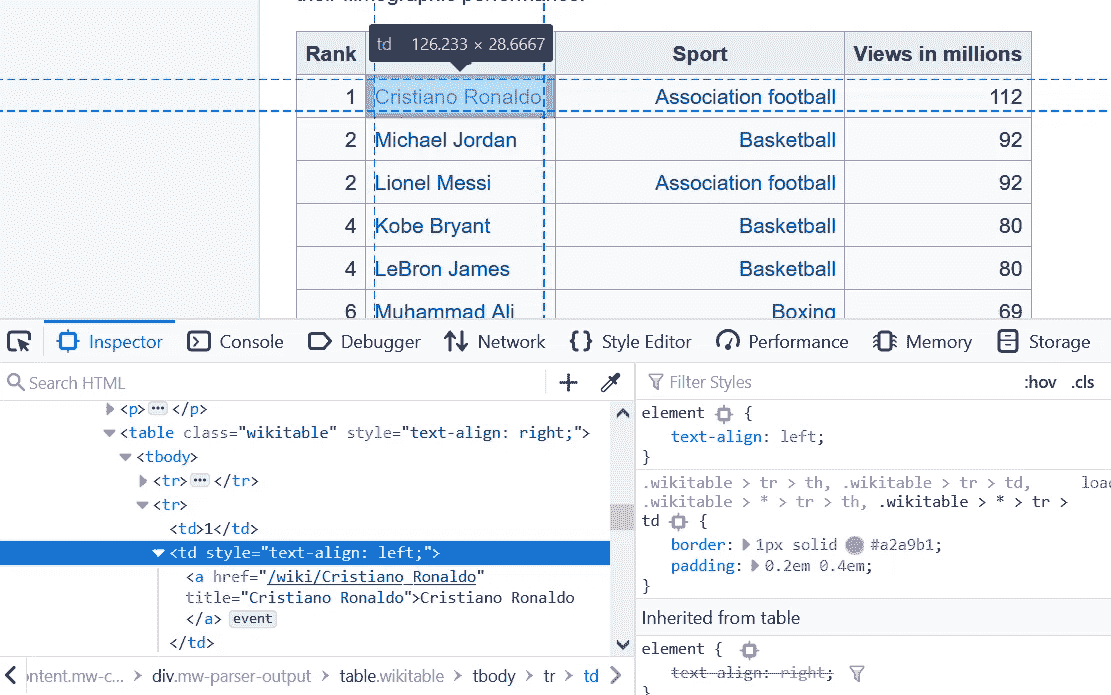 Rank Sport Views in millions
td 126.233 × 28.6667
1 Cristiano Ronaldo Association football 112
2 Michael Jordan Basketball 92
2 Lionel Messi Association football 92
4 Kobe Bryant Basketball 80
4 LeBron James Basketball 80
6 Muhammad Ali Boxing 69
Inspector Console Debugger Network Style Editor Performance Memory Storage
Search HTML
<p> ••• </p>
<table class="wikitable" style="text-align: right;">
<tbody>
<tr> ••• </tr>
<tr>
<td>1</td>
<td style="text-align: left;">
<a href="/wiki/Cristiano_Ronaldo"
title="Cristiano Ronaldo">Cristiano Ronaldo
</a> event
</td>
ontent.mw-c... > div.mw-parser-output > table.wikitable > tbody > tr > td
Filter Styles :hov .cls
element {
text-align: left;
}
.wikitable > tr > th, .wikitable > tr > td, loa
.wikitable > * > tr > th, .wikitable > * > tr >
td {
border: 1px solid #a2a9b1;
padding: 0.2em 0.4em;
}
Inherited from table
element {
text-align: right;
}